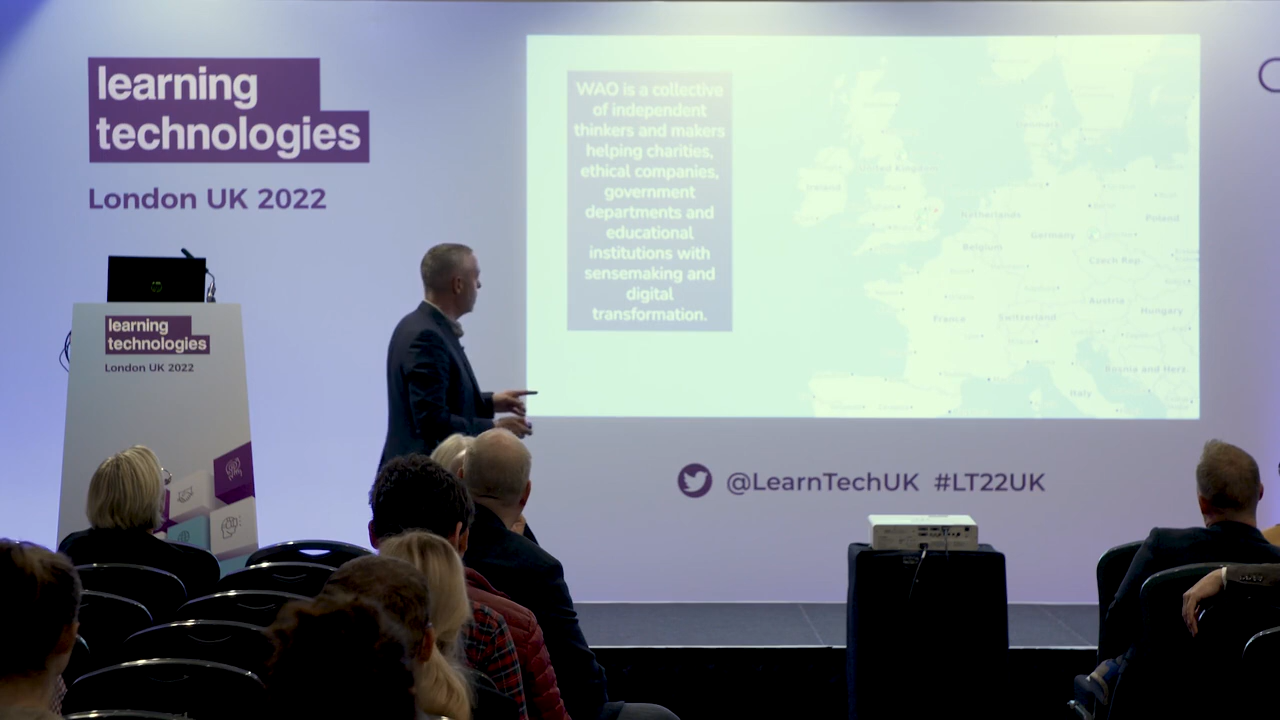 learning
technologies
London UK 2022
WAO is a collective
of independent
thinkers and makers
helping charities,
ethical companies,
government
departments and
educational
institutions with
sensemaking and
digital
transformation.
United Kingdom
Ireland
Netherlands
Poland
Germany
Belgium
Czech Rep
Austria
Hungary
France
Switzerland
Bosnia and Herz.
Italy
learning
technologies
London UK 2022
@LearnTechUK #LT22UK